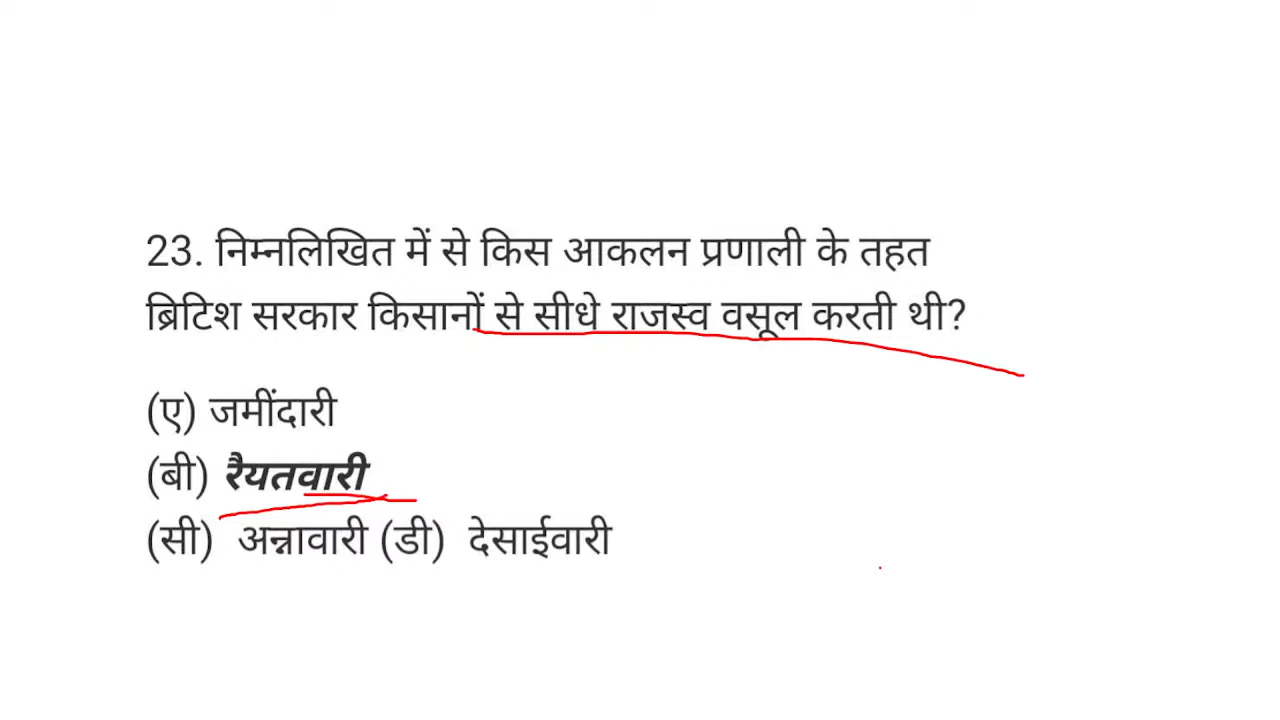 23. निम्नलिखित में से किस आकलन प्रणाली के तहत
ब्रिटिश सरकार किसानों से सीधे राजस्व वसूल करती थी?
(ए) जमींदारी
(बी) रैयतवारी
(सी) अन्नावारी (डी) देसाईवारी